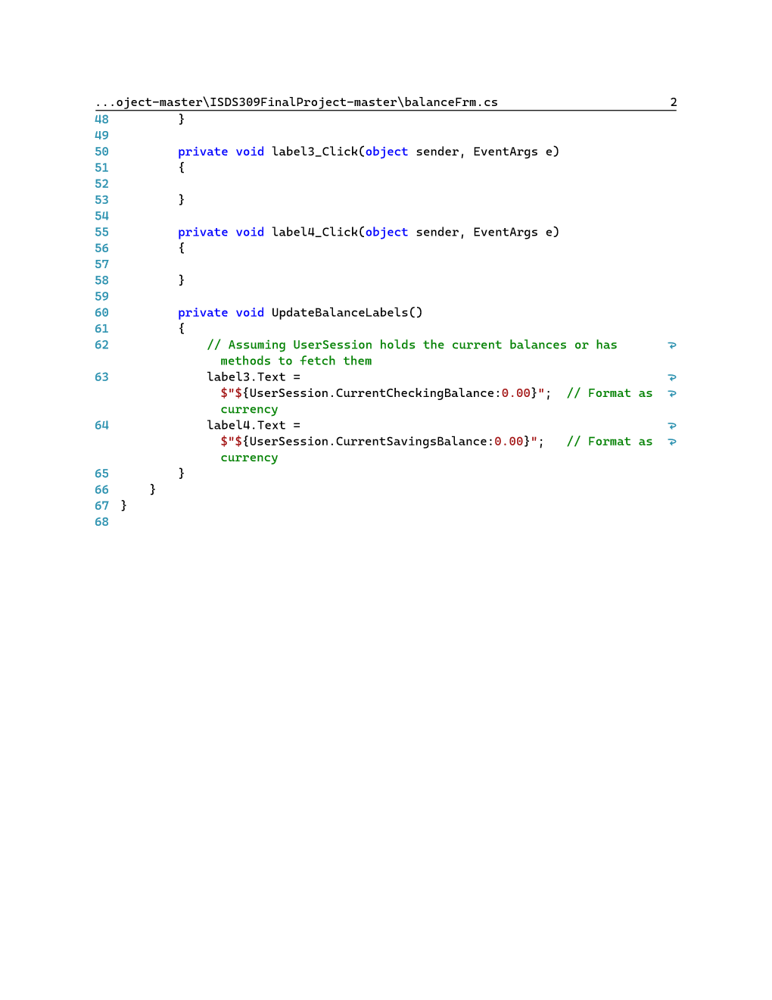 ...oject-master\ISDS309FinalProject-master\balanceFrm.cs 2
48         }
49
50         private void label3_Click(object sender, EventArgs e)
51         {
52
53         }
54
55         private void label4_Click(object sender, EventArgs e)
56         {
57
58         }
59
60         private void UpdateBalanceLabels()
61         {
62             // Assuming UserSession holds the current balances or has ⮐
               methods to fetch them
63             label3.Text = ⮐
               $"${UserSession.CurrentCheckingBalance:0.00}";  // Format as ⮐
               currency
64             label4.Text = ⮐
               $"${UserSession.CurrentSavingsBalance:0.00}";   // Format as ⮐
               currency
65         }
66     }
67 }
68